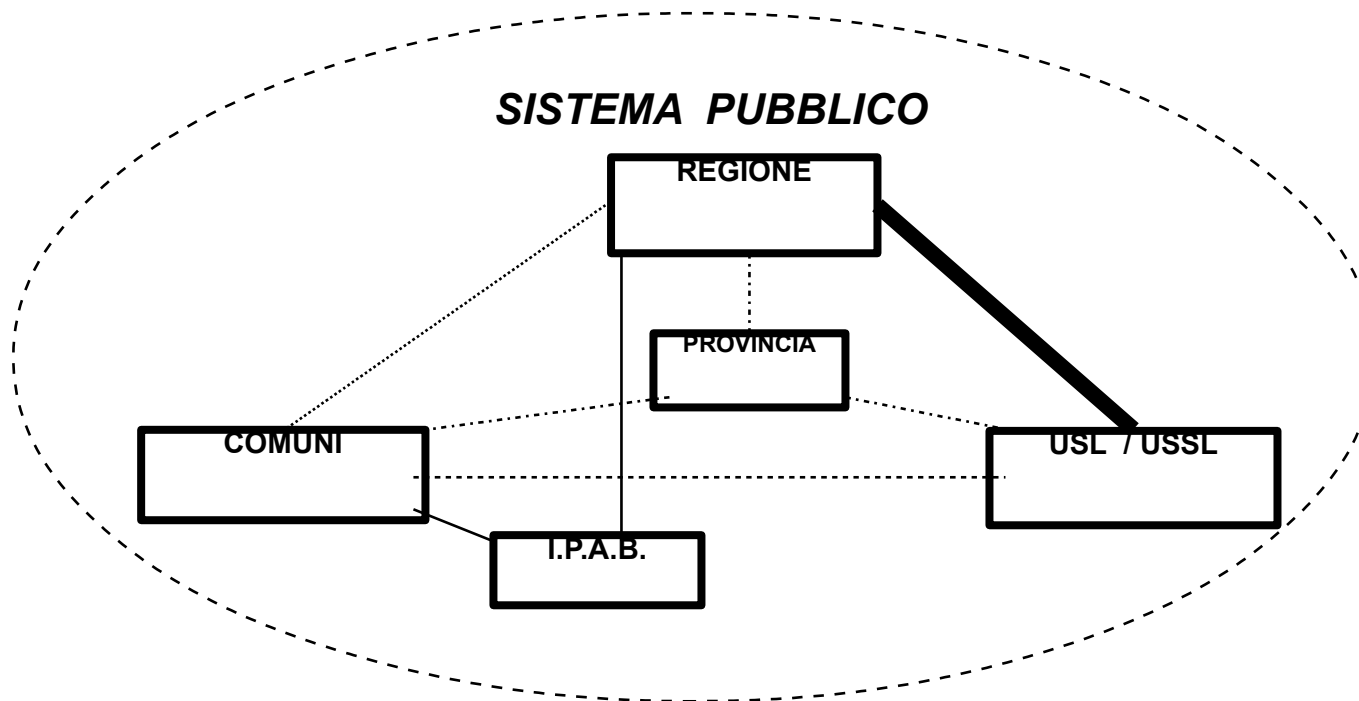 SISTEMA PUBBLICO
REGIONE
PROVINCIA
COMUNI
USL / USSL
I.P.A.B.